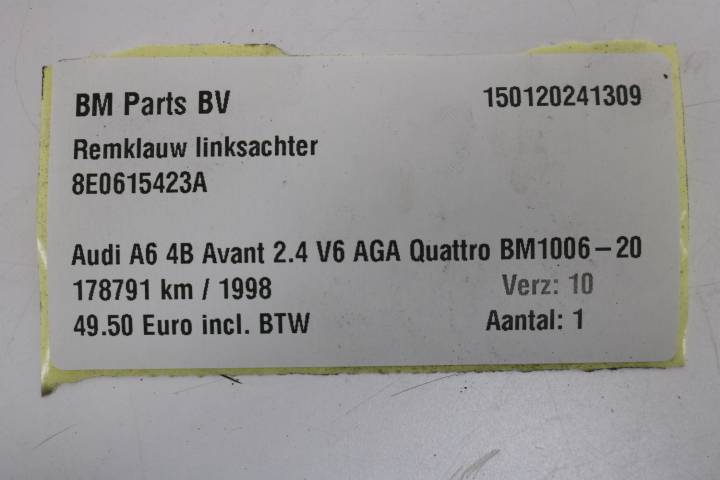 BM Parts BV 150120241309
Remklauw linksachter
8E0615423A
Audi A6 4B Avant 2.4 V6 AGA Quattro BM1006-20
178791 km / 1998 Verz: 10
49.50 Euro incl. BTW Aantal: 1